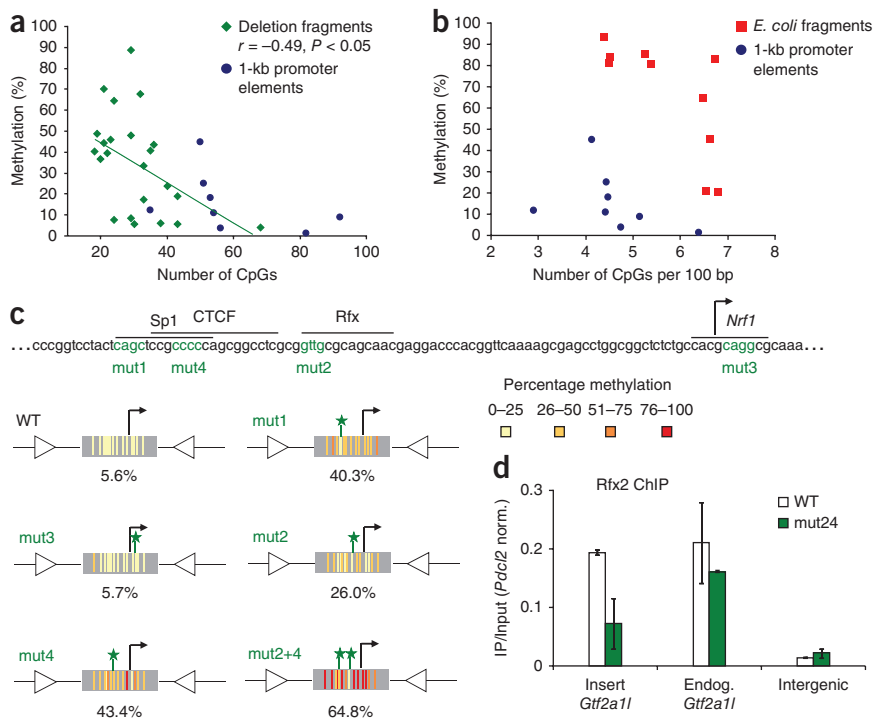 a
Deletion fragments
r = –0.49, P < 0.05
1-kb promoter
elements
Methylation (%)
100
90
80
70
60
50
40
30
20
10
0
20
40
60
80
100
Number of CpGs
b
E. coli fragments
1-kb promoter
elements
Methylation (%)
100
90
80
70
60
50
40
30
20
10
0
2
3
4
5
6
7
8
Number of CpGs per 100 bp
c
Sp1
CTCF
Rfx
Nrf1
...cccggtcctactcagctccgcccccagcggcctcgcggttgcgcagcaacgaggacccacggttcaaaagcgagcctggcggctctctgccacgcaggcgcaaa...
mut1
mut4
mut2
mut3
Percentage methylation
0–25
26–50
51–75
76–100
WT
5.6%
mut1
40.3%
mut3
5.7%
mut2
26.0%
mut4
43.4%
mut2+4
64.8%
d
Rfx2 ChIP
WT
mut24
IP/Input (Pdcl2 norm.)
0.3
0.2
0.1
0
Insert
Gtf2a1l
Endog.
Gtf2a1l
Intergenic